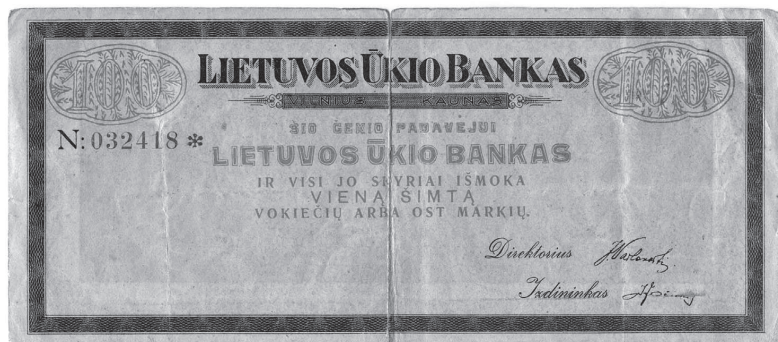 100 LIETUVOS ŪKIO BANKAS 100
VILNIUS KAUNAS
N: 032418 *
ŠIO ČEKIO PADAVĖJUI
LIETUVOS ŪKIO BANKAS
IR VISI JO SKYRIAI IŠMOKA
VIENĄ ŠIMTĄ
VOKIEČIŲ ARBA OST MARKIŲ.
Direktorius
Izdininkas